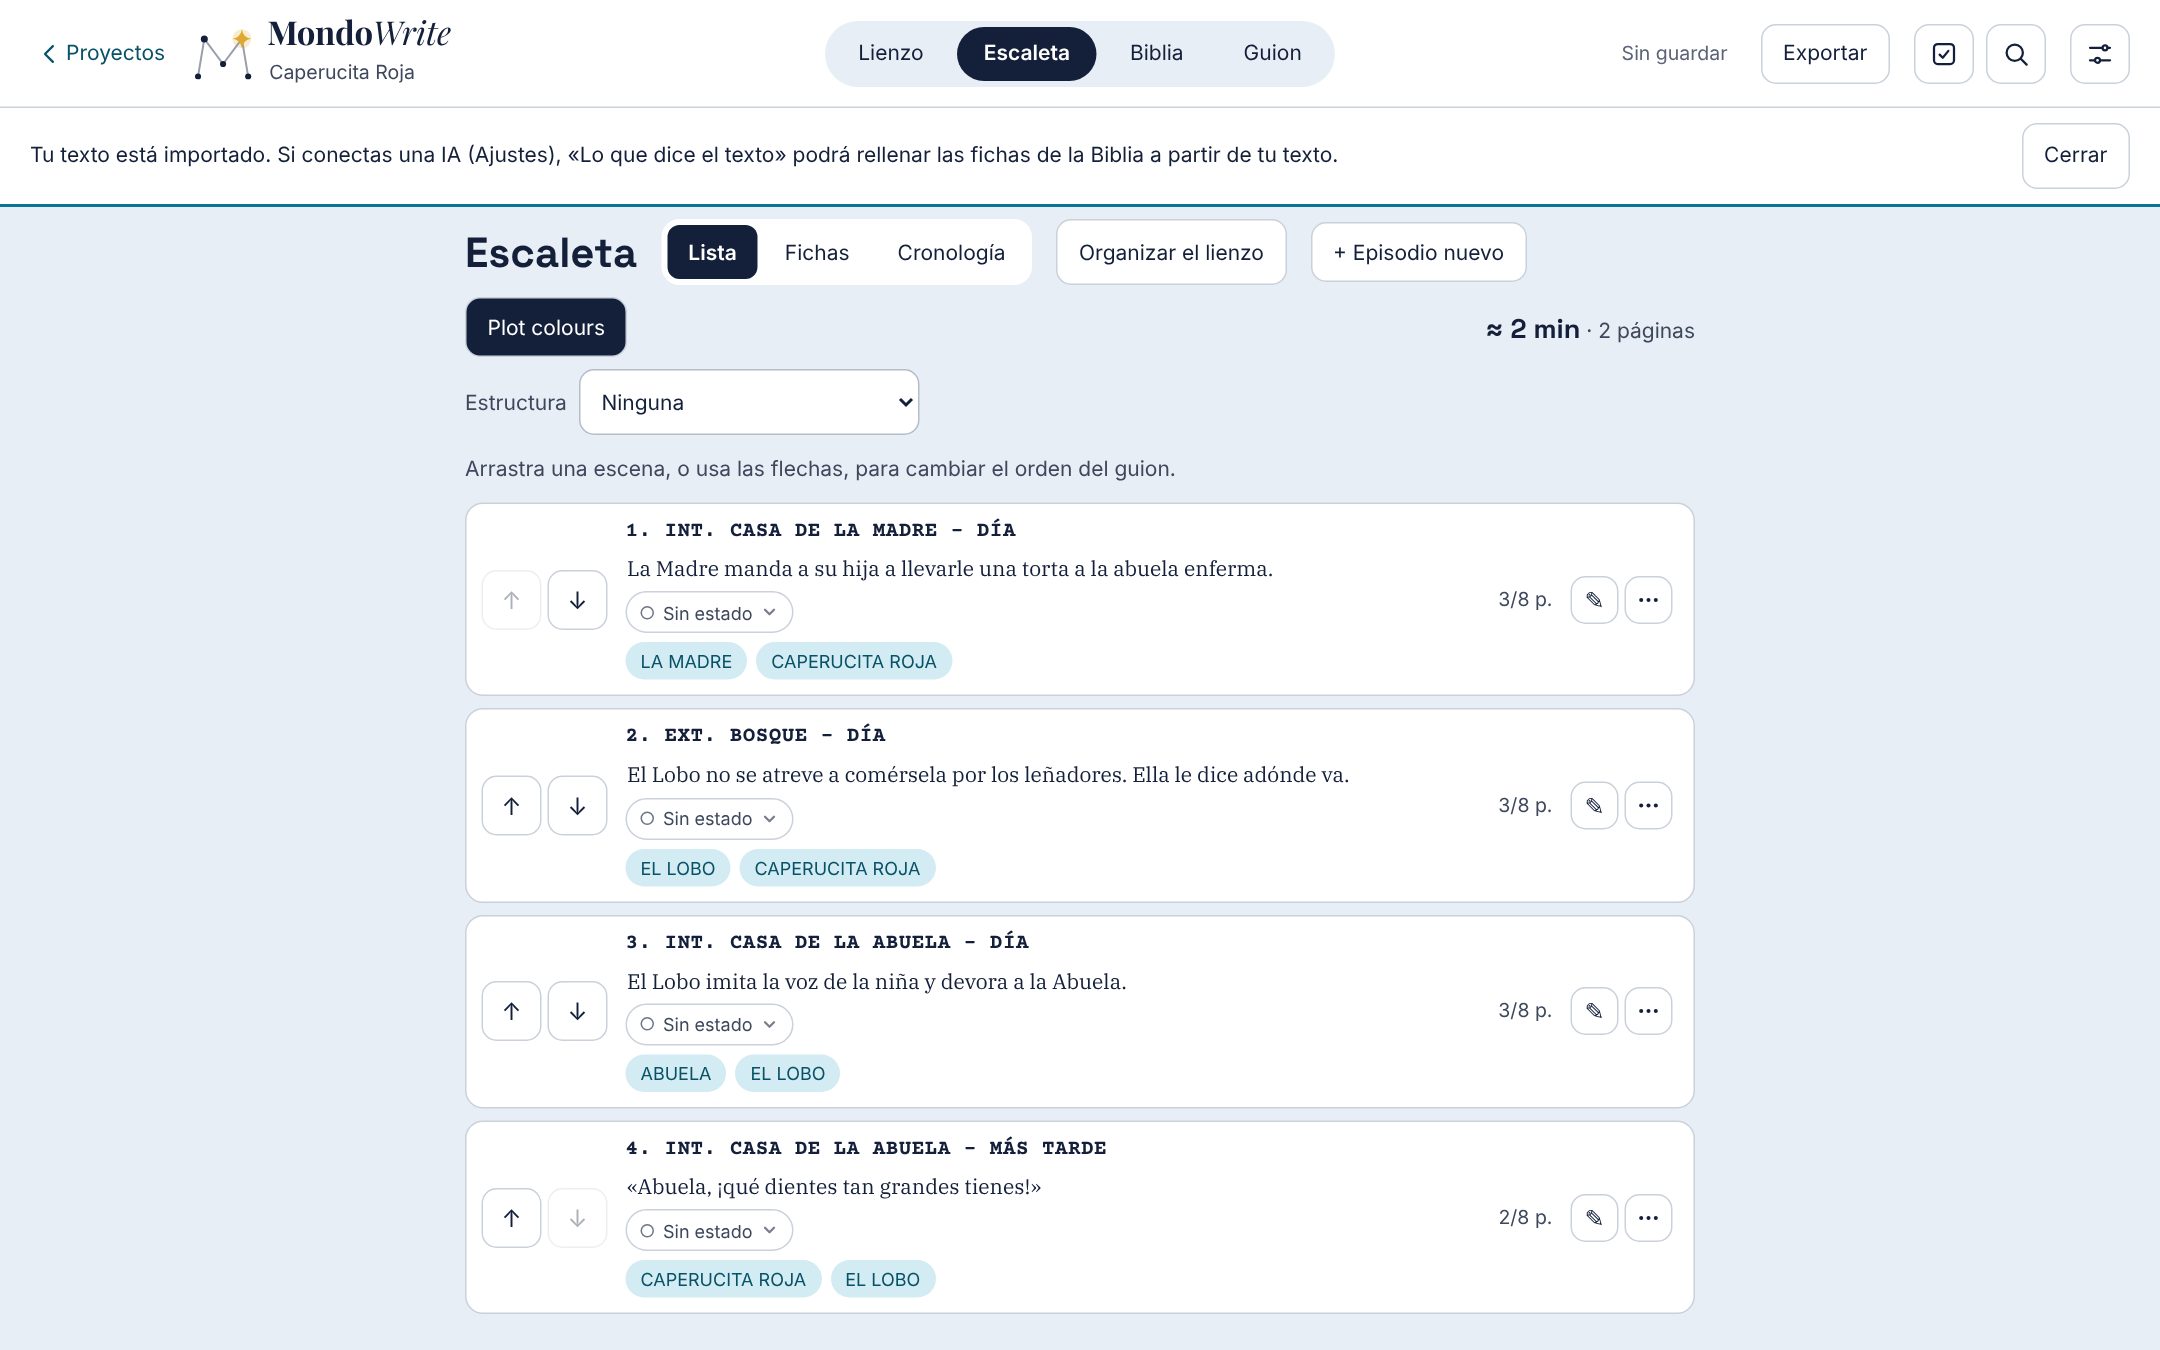 Proyectos
MondoWrite
Caperucita Roja
Lienzo
Escaleta
Biblia
Guion
Sin guardar
Exportar
Tu texto está importado. Si conectas una IA (Ajustes), «Lo que dice el texto» podrá rellenar las fichas de la Biblia a partir de tu texto.
Cerrar
Escaleta
Lista
Fichas
Cronología
Organizar el lienzo
+ Episodio nuevo
Plot colours
≈ 2 min · 2 páginas
Estructura
Ninguna
Arrastra una escena, o usa las flechas, para cambiar el orden del guion.
1. INT. CASA DE LA MADRE - DÍA
La Madre manda a su hija a llevarle una torta a la abuela enferma.
Sin estado
LA MADRE
CAPERUCITA ROJA
3/8 p.
2. EXT. BOSQUE - DÍA
El Lobo no se atreve a comérsela por los leñadores. Ella le dice adónde va.
Sin estado
EL LOBO
CAPERUCITA ROJA
3/8 p.
3. INT. CASA DE LA ABUELA - DÍA
El Lobo imita la voz de la niña y devora a la Abuela.
Sin estado
ABUELA
EL LOBO
3/8 p.
4. INT. CASA DE LA ABUELA - MÁS TARDE
«Abuela, ¡qué dientes tan grandes tienes!»
Sin estado
CAPERUCITA ROJA
EL LOBO
2/8 p.